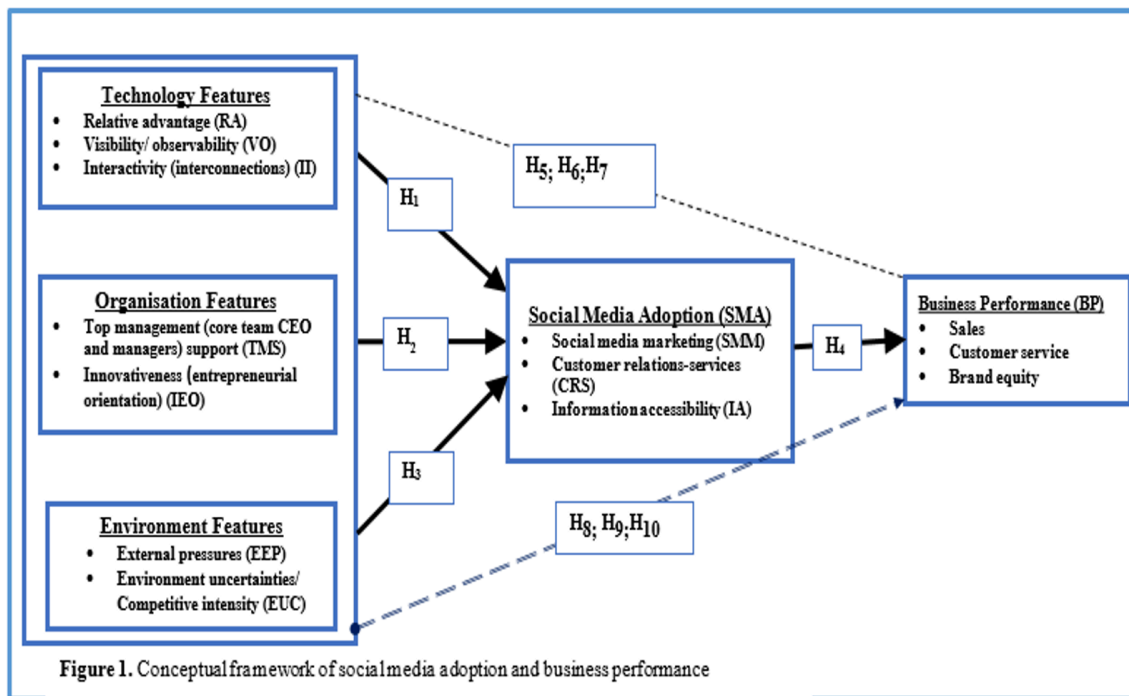 Technology Features
• Relative advantage (RA)
• Visibility/ observability (VO)
• Interactivity (interconnections) (II)
H1
H5; H6;H7
Organisation Features
• Top management (core team CEO
and managers) support (TMS)
• Innovativeness (entrepreneurial
orientation) (IEO)
H2
Social Media Adoption (SMA)
• Social media marketing (SMM)
• Customer relations-services
(CRS)
• Information accessibility (IA)
H4
Business Performance (BP)
• Sales
• Customer service
• Brand equity
H3
Environment Features
• External pressures (EEP)
• Environment uncertainties/
Competitive intensity (EUC)
H8; H9;H10
Figure 1. Conceptual framework of social media adoption and business performance